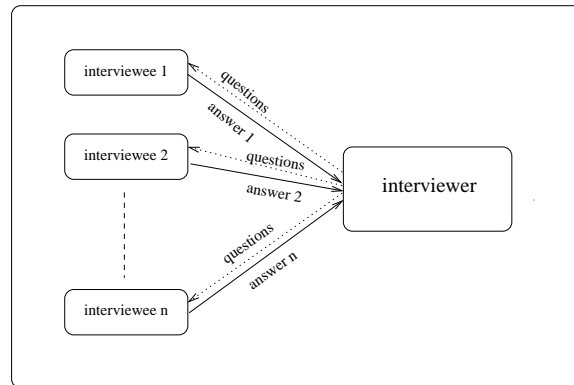 interviewee 1
questions
answer 1
interviewee 2
questions
answer 2
interviewer
questions
answer n
interviewee n